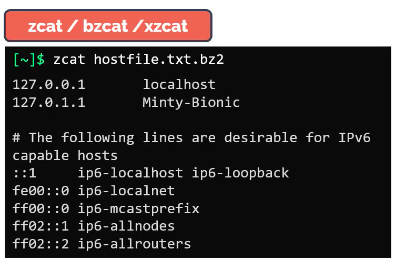 zcat / bzcat /xzcat
[~]$ zcat hostfile.txt.bz2
127.0.0.1 localhost
127.0.1.1 Minty-Bionic
# The following lines are desirable for IPv6
capable hosts
::1 ip6-localhost ip6-loopback
fe00::0 ip6-localnet
ff00::0 ip6-mcastprefix
ff02::1 ip6-allnodes
ff02::2 ip6-allrouters